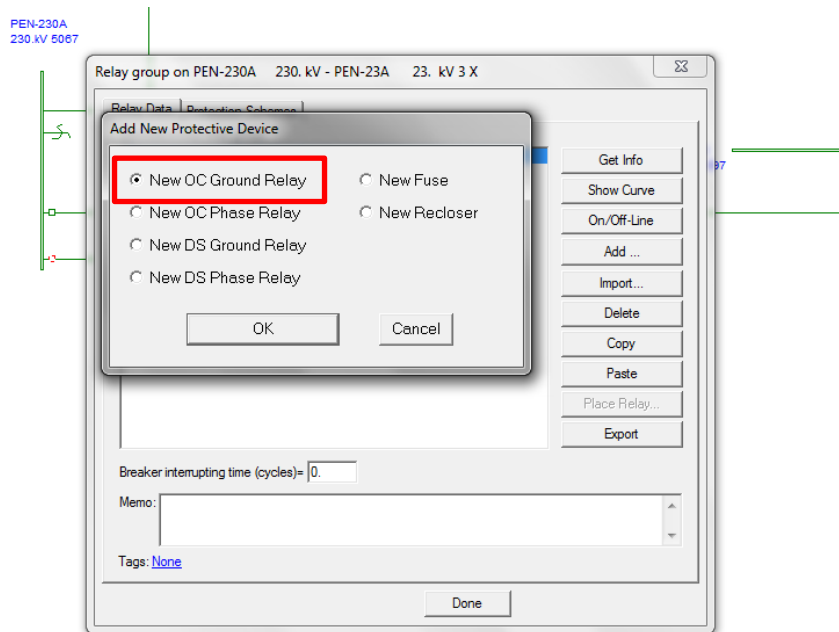 PEN-230A
230.kV 5067
Relay group on PEN-230A 230. kV - PEN-23A 23. kV 3 X
Relay Data Protection Schemes
Add New Protective Device
New OC Ground Relay
New Fuse
New OC Phase Relay
New Recloser
New DS Ground Relay
New DS Phase Relay
OK
Cancel
Get Info
Show Curve
On/Off-Line
Add ...
Import...
Delete
Copy
Paste
Place Relay...
Export
97
Breaker interrupting time (cycles)= 0.
Memo:
Tags: None
Done